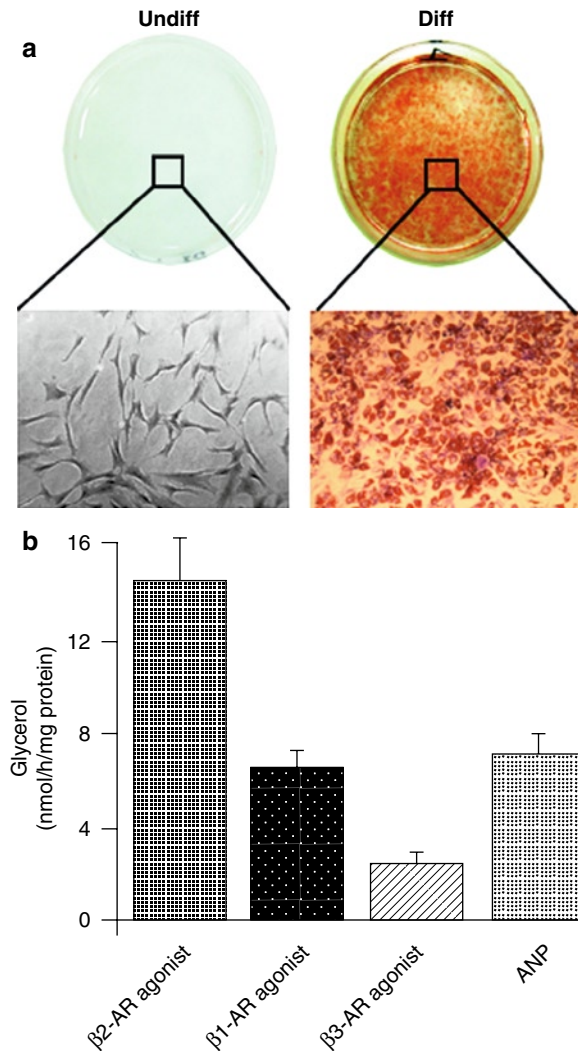 Undiff
Diff
a
b
Glycerol
(nmol/h/mg protein)
16
12
8
4
0
β2-AR agonist
β1-AR agonist
β3-AR agonist
ANP